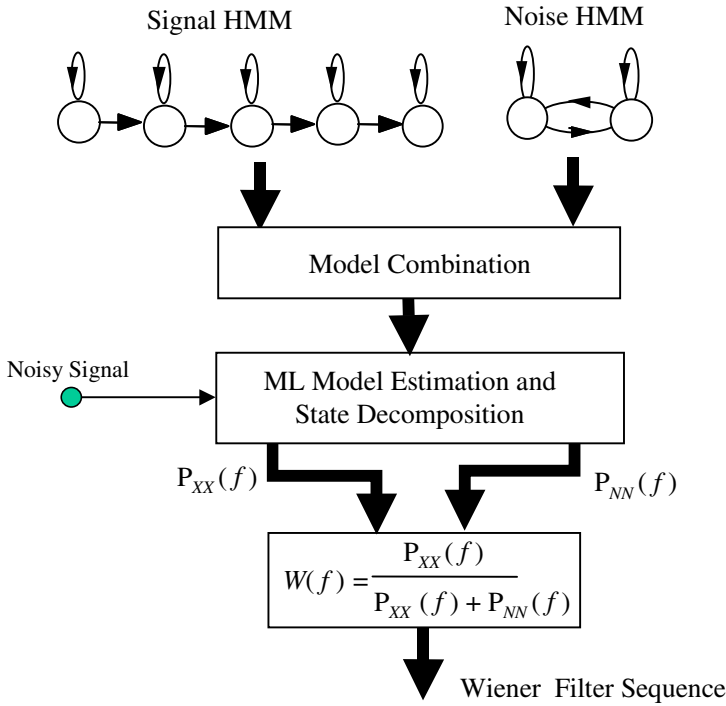 Signal HMM
Noise HMM
Model Combination
Noisy Signal
ML Model Estimation and
State Decomposition
P_XX(f)
P_NN(f)
W(f) = P_XX(f) / P_XX(f) + P_NN(f)
Wiener Filter Sequence